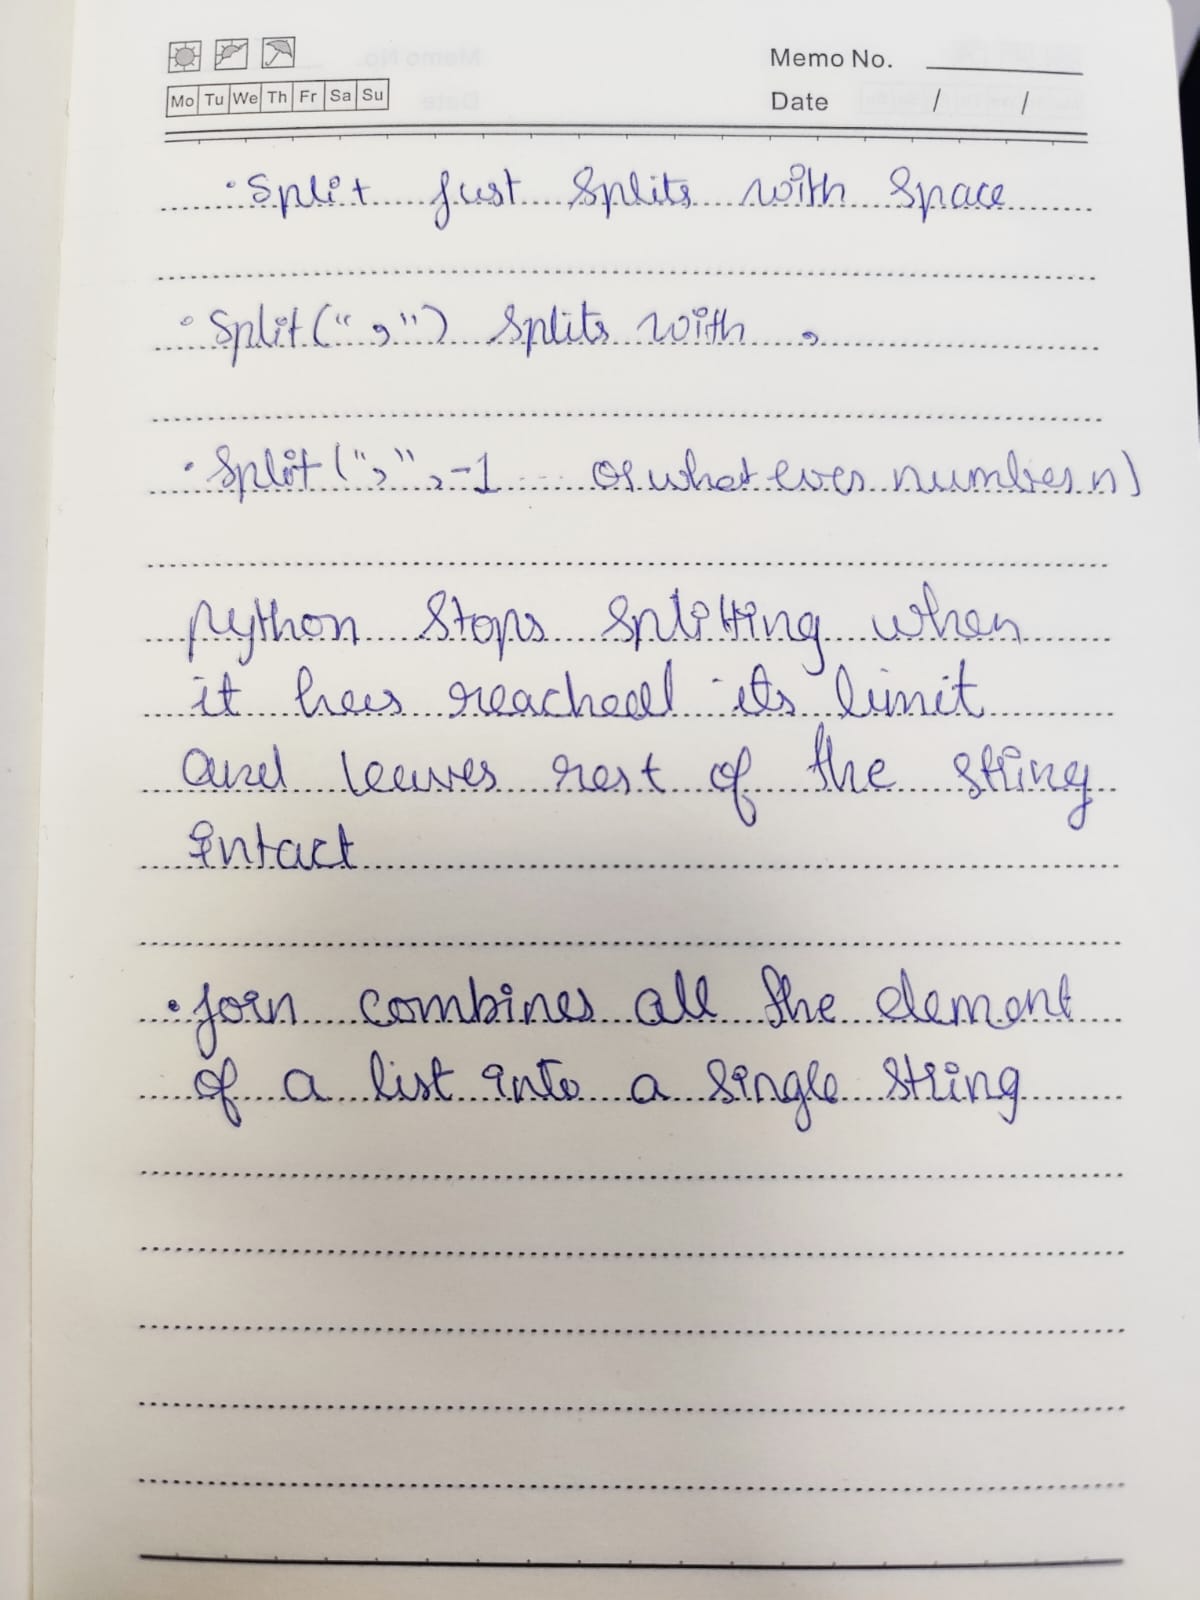 Memo No.
Mo Tu We Th Fr Sa Su
Date / /
• Split just splits with space
• Split(“ , ”) splits with ,
• Split(“,”, -1 .... or what ever number n)
python stops splitting when
it has reached its limit
and leaves rest of the string
intact
• join combines all the element
of a list into a single string